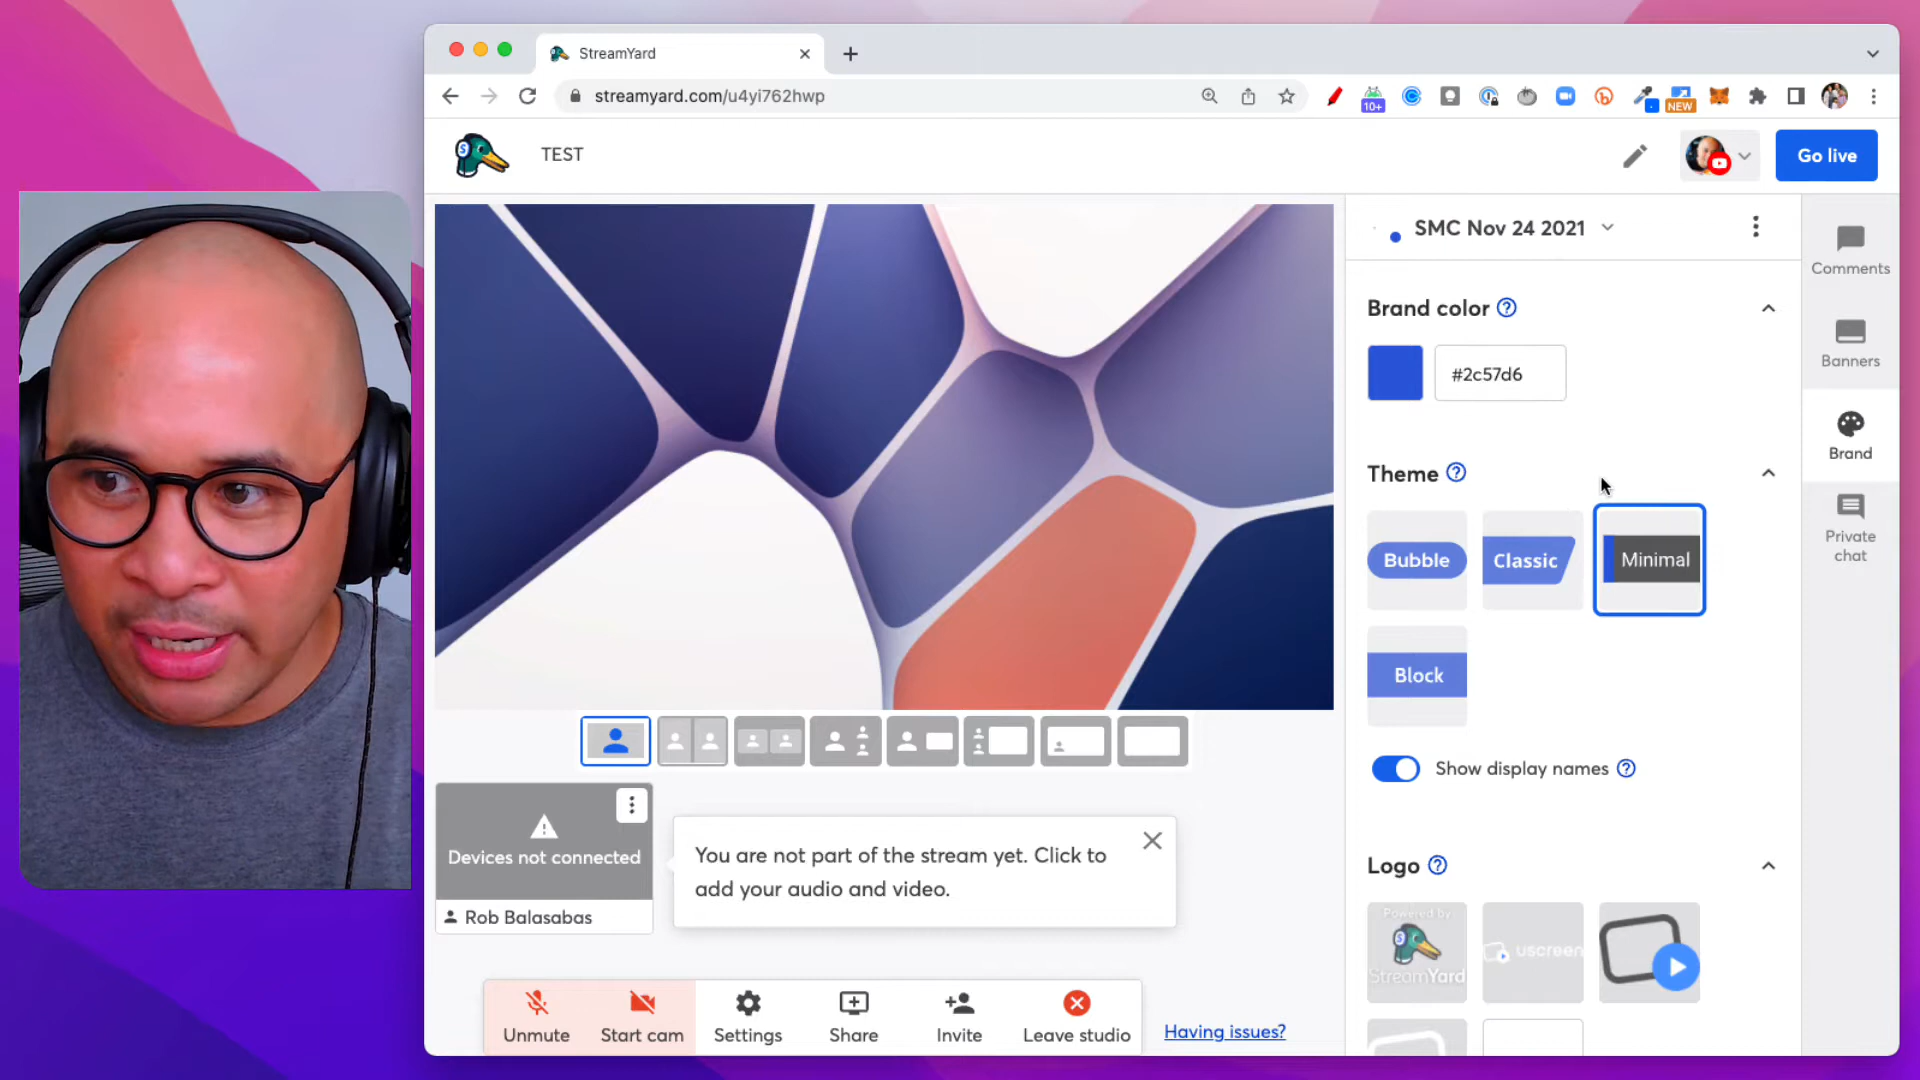 StreamYard
streamyard.com/u4yi762hwp
10+
NEW
TEST
Go live
SMC Nov 24 2021
Comments
Brand color
Banners
#2c57d6
Brand
Theme
Private
chat
Bubble
Classic
Minimal
Block
Show display names
Devices not connected
You are not part of the stream yet. Click to
add your audio and video.
Rob Balasabas
Logo
Powered by
StreamYard
uscreen
Unmute
Start cam
Settings
Share
Invite
Leave studio
Having issues?